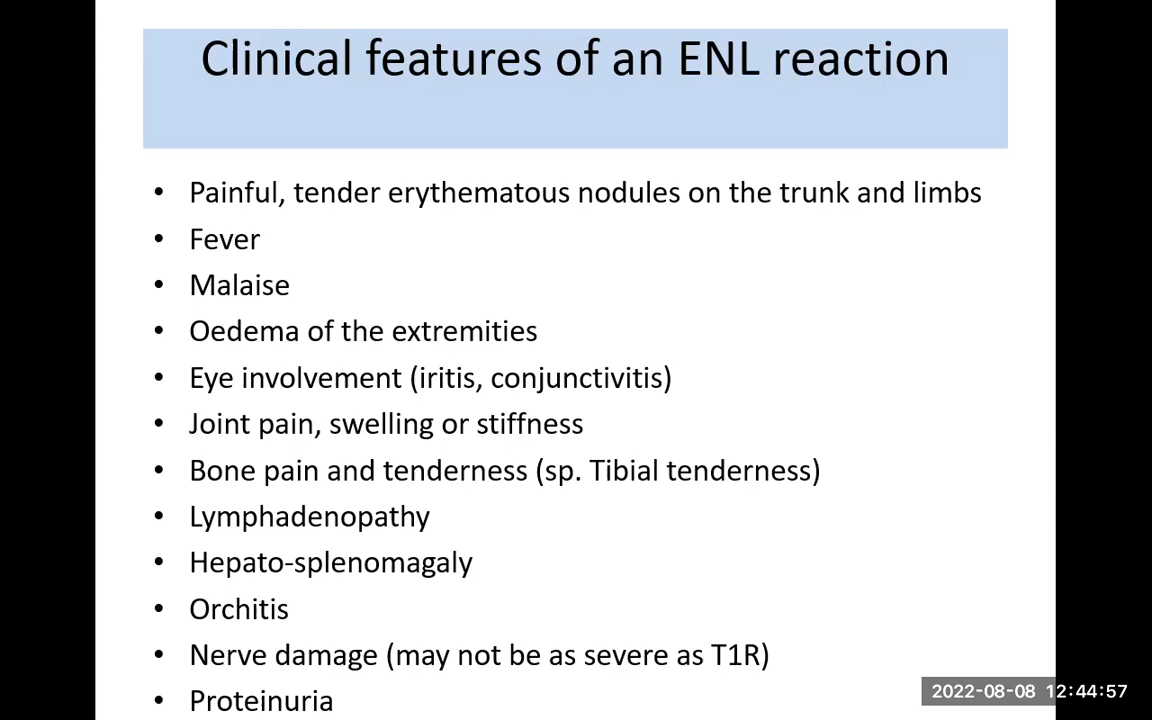 Clinical features of an ENL reaction
• Painful, tender erythematous nodules on the trunk and limbs
• Fever
• Malaise
• Oedema of the extremities
• Eye involvement (iritis, conjunctivitis)
• Joint pain, swelling or stiffness
• Bone pain and tenderness (sp. Tibial tenderness)
• Lymphadenopathy
• Hepato-splenomagaly
• Orchitis
• Nerve damage (may not be as severe as T1R)
• Proteinuria
2022-08-08 12:44:57